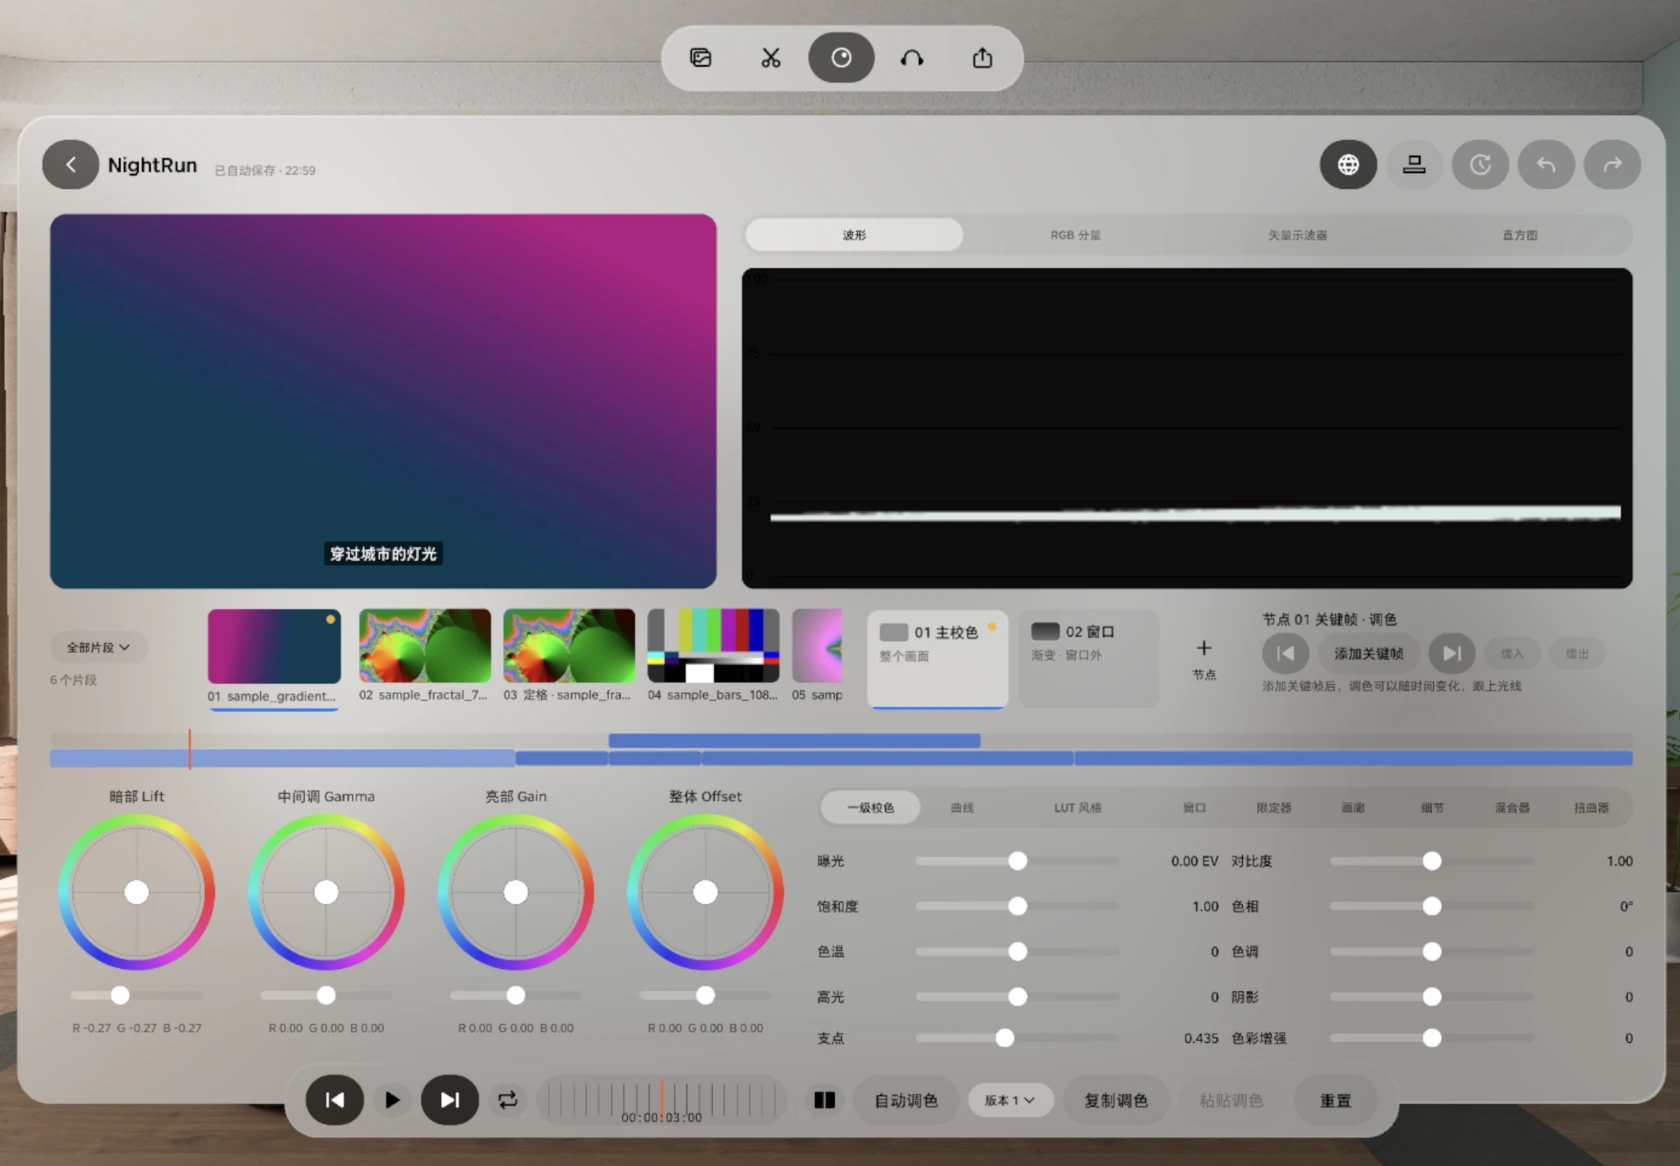 NightRun
已自动保存 · 22:59
波形
RGB 分量
矢量示波器
直方图
100
75
50
25
0
穿过城市的灯光
全部片段
6 个片段
01 sample_gradient...
02 sample_fractal_7...
03 定格 · sample_fra...
04 sample_bars_108...
05 samp
01 主校色
整个画面
02 窗口
渐变 · 窗口外
节点
节点 01 关键帧 · 调色
添加关键帧
缓入
缓出
添加关键帧后，调色可以随时间变化，跟上光线
暗部 Lift
中间调 Gamma
亮部 Gain
整体 Offset
R -0.27 G -0.27 B -0.27
R 0.00 G 0.00 B 0.00
R 0.00 G 0.00 B 0.00
R 0.00 G 0.00 B 0.00
一级校色
曲线
LUT 风格
窗口
限定器
画廊
细节
混合器
扭曲器
曝光 0.00 EV 对比度 1.00
饱和度 1.00 色相 0°
色温 0 色调 0
高光 0 阴影 0
支点 0.435 色彩增强 0
00:00:03:00
自动调色
版本 1
复制调色
粘贴调色
重置